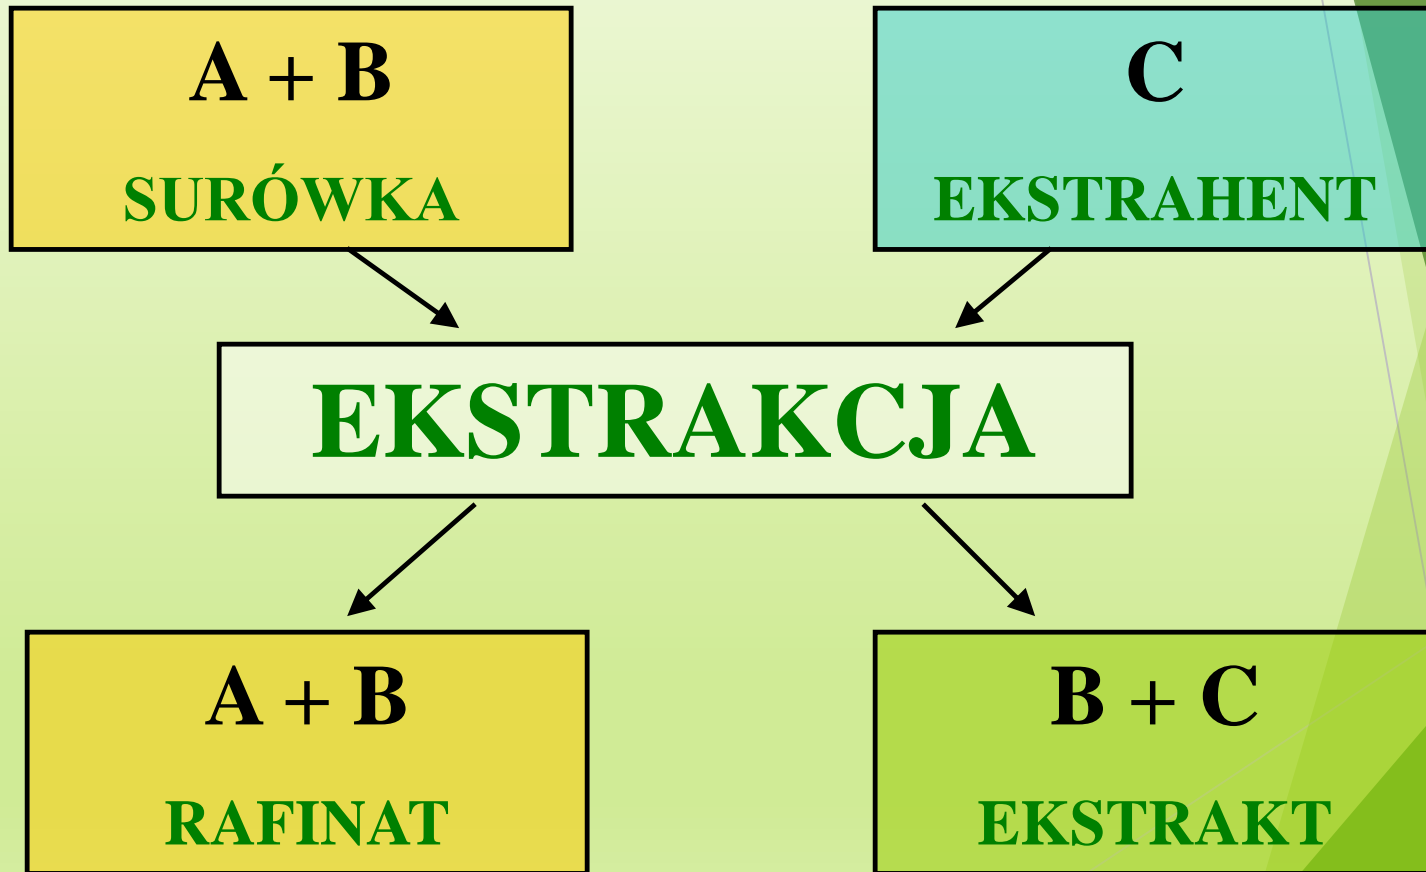 A + B
SURÓWKA
C
EKSTRAHENT
EKSTRAKCJA
A + B
RAFINAT
B + C
EKSTRAKT